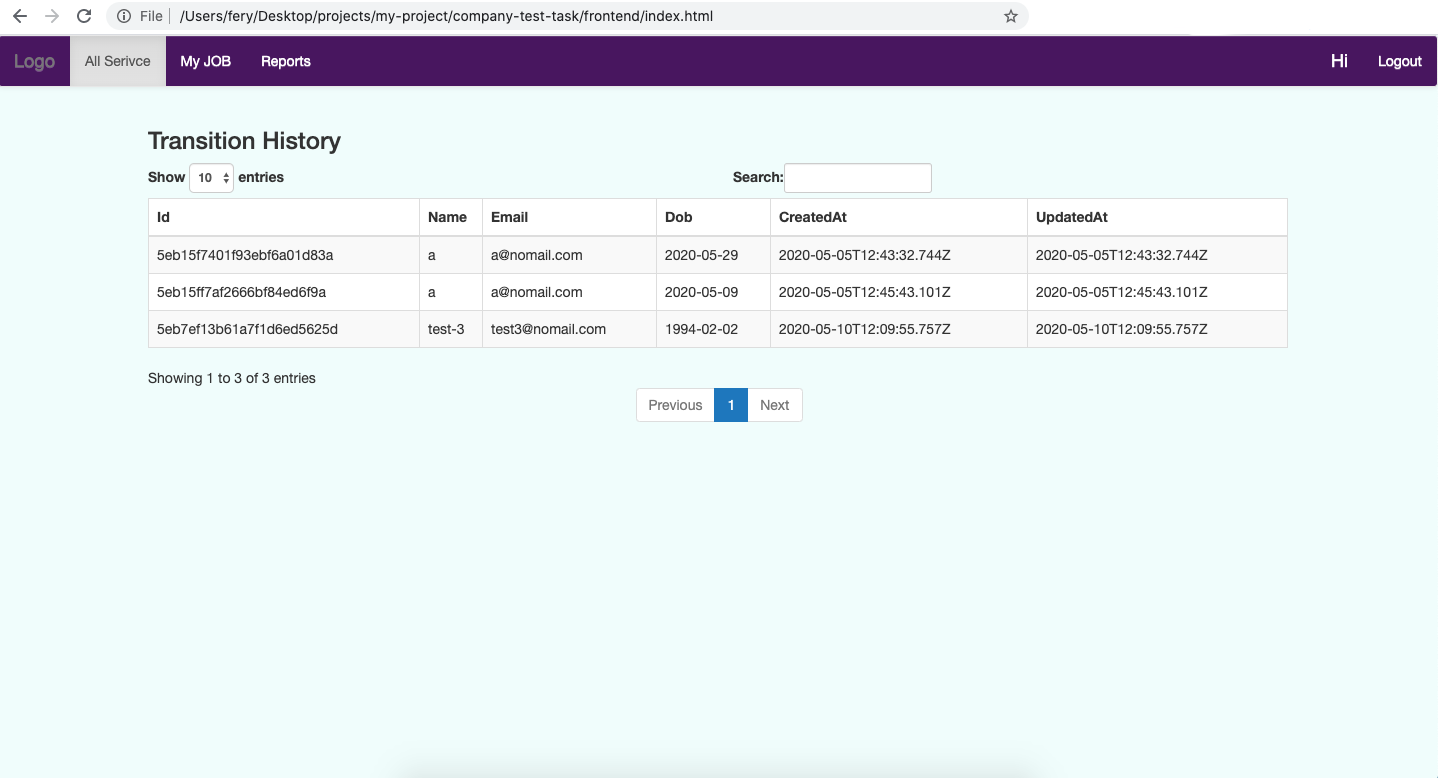 File /Users/fery/Desktop/projects/my-project/company-test-task/frontend/index.html
Logo All Serivce My JOB Reports Hi Logout
Transition History
Show 10 entries Search:
Id Name Email Dob CreatedAt UpdatedAt
5eb15f7401f93ebf6a01d83a a a@nomail.com 2020-05-29 2020-05-05T12:43:32.744Z 2020-05-05T12:43:32.744Z
5eb15ff7af2666bf84ed6f9a a a@nomail.com 2020-05-09 2020-05-05T12:45:43.101Z 2020-05-05T12:45:43.101Z
5eb7ef13b61a7f1d6ed5625d test-3 test3@nomail.com 1994-02-02 2020-05-10T12:09:55.757Z 2020-05-10T12:09:55.757Z
Showing 1 to 3 of 3 entries
Previous 1 Next